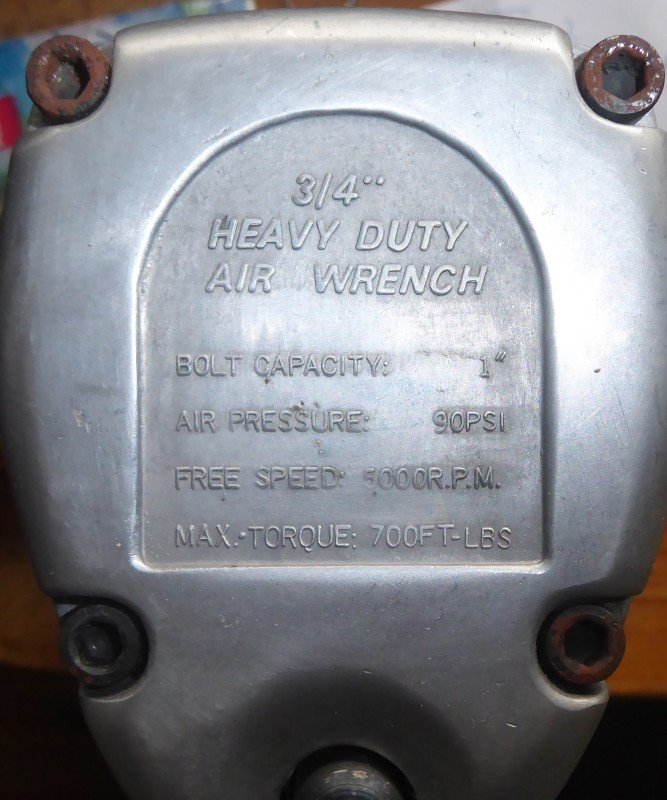 3/4"
HEAVY DUTY
AIR WRENCH
BOLT CAPACITY: 1"
AIR PRESSURE: 90PSI
FREE SPEED: 5000R.P.M.
MAX. TORQUE: 700FT-LBS